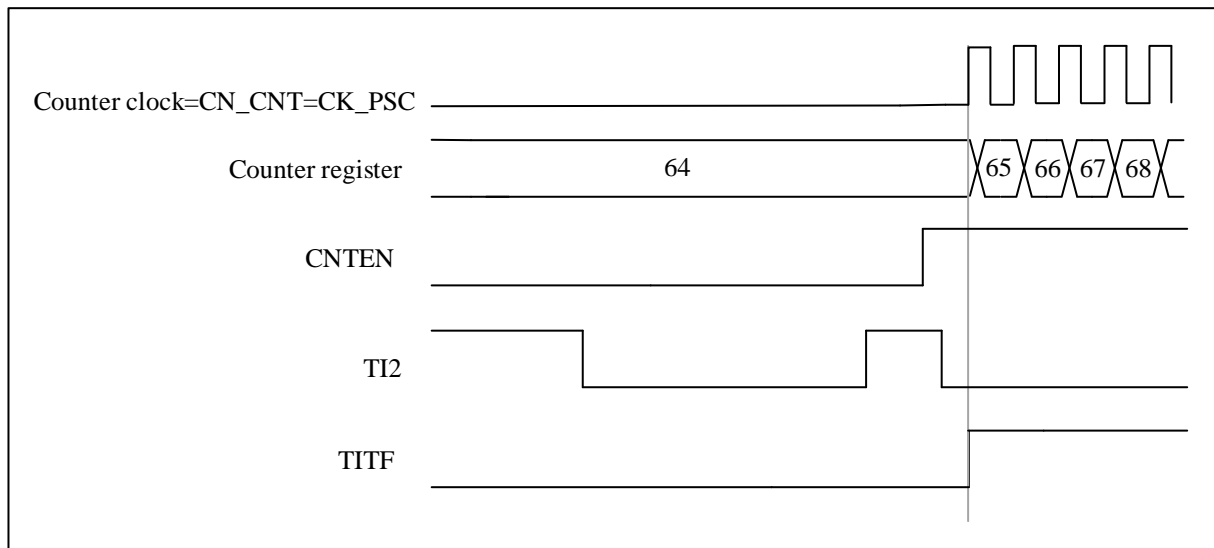 Counter clock=CN_CNT=CK_PSC
Counter register
64
65
66
67
68
CNTEN
TI2
TITF